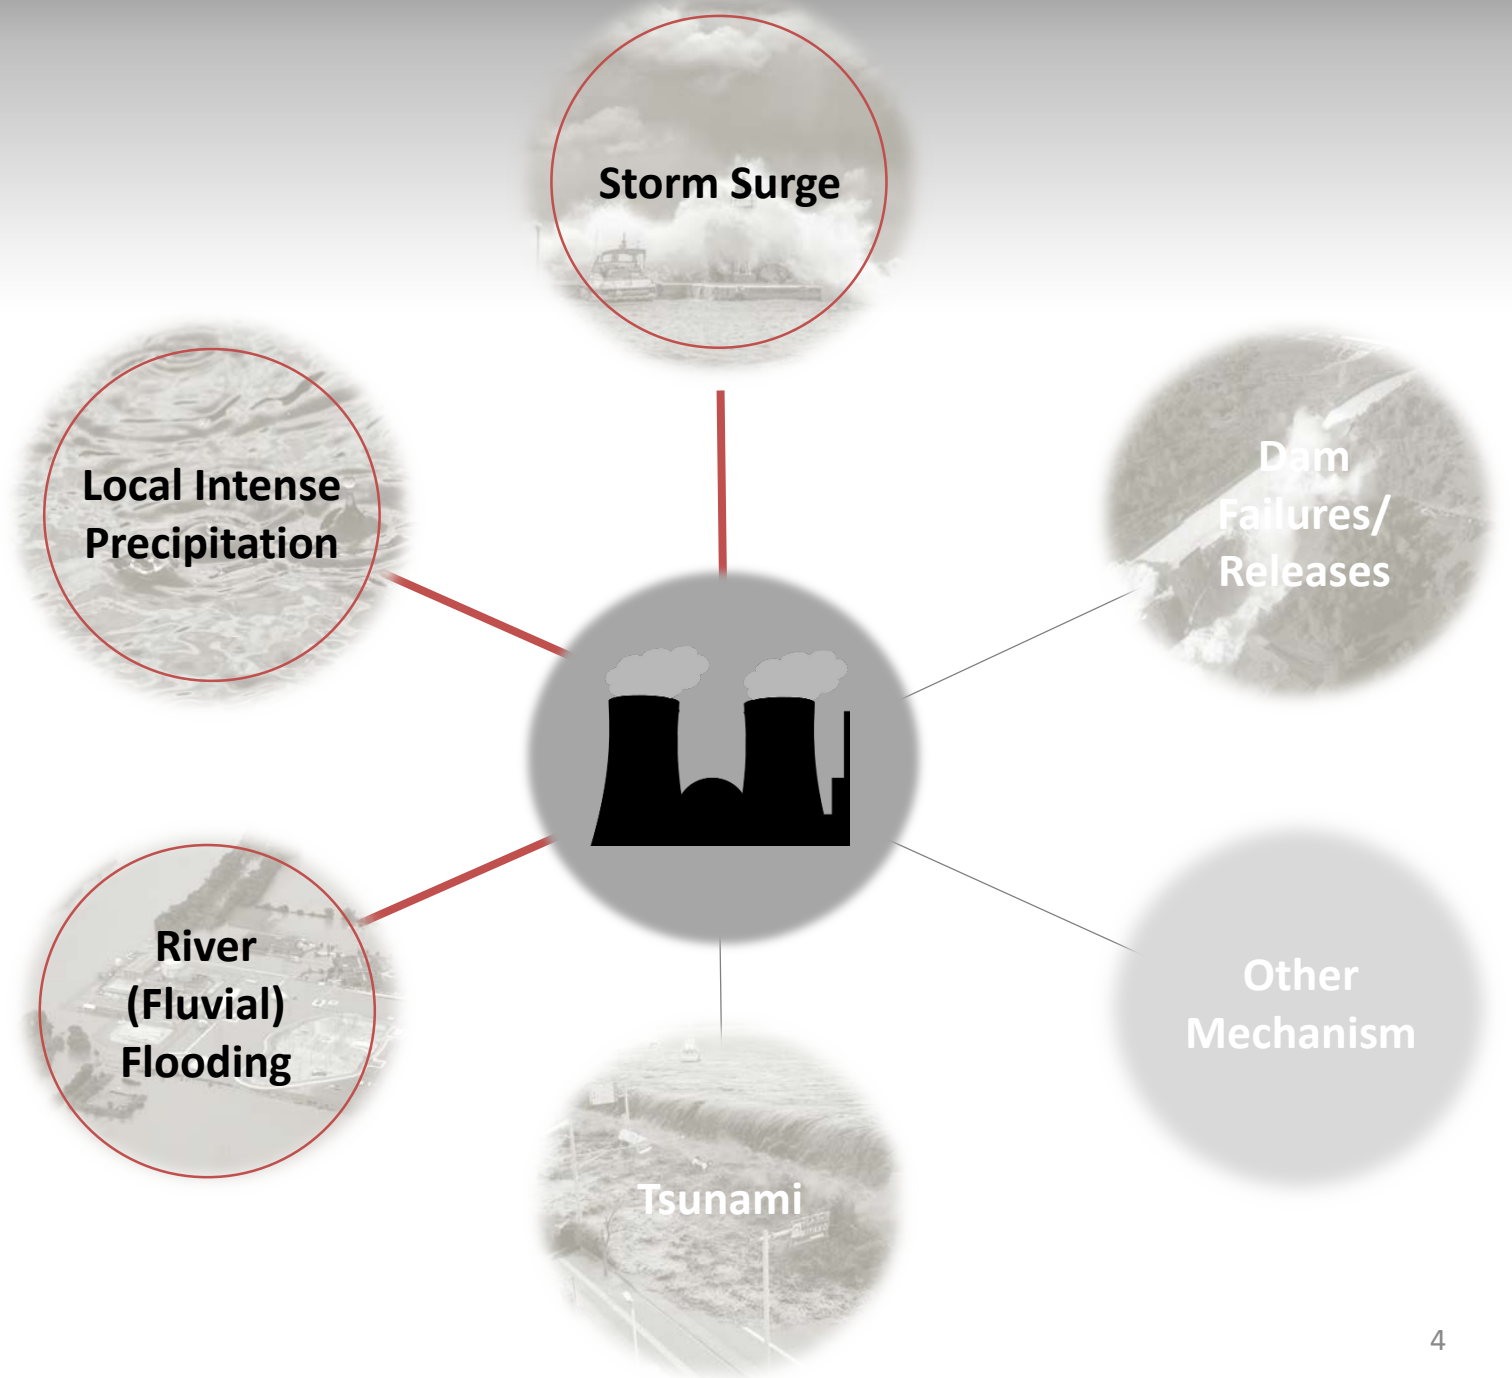 Storm Surge
Local Intense
Precipitation
Dam
Failures/
Releases
River
(Fluvial)
Flooding
Other
Mechanism
Tsunami
4